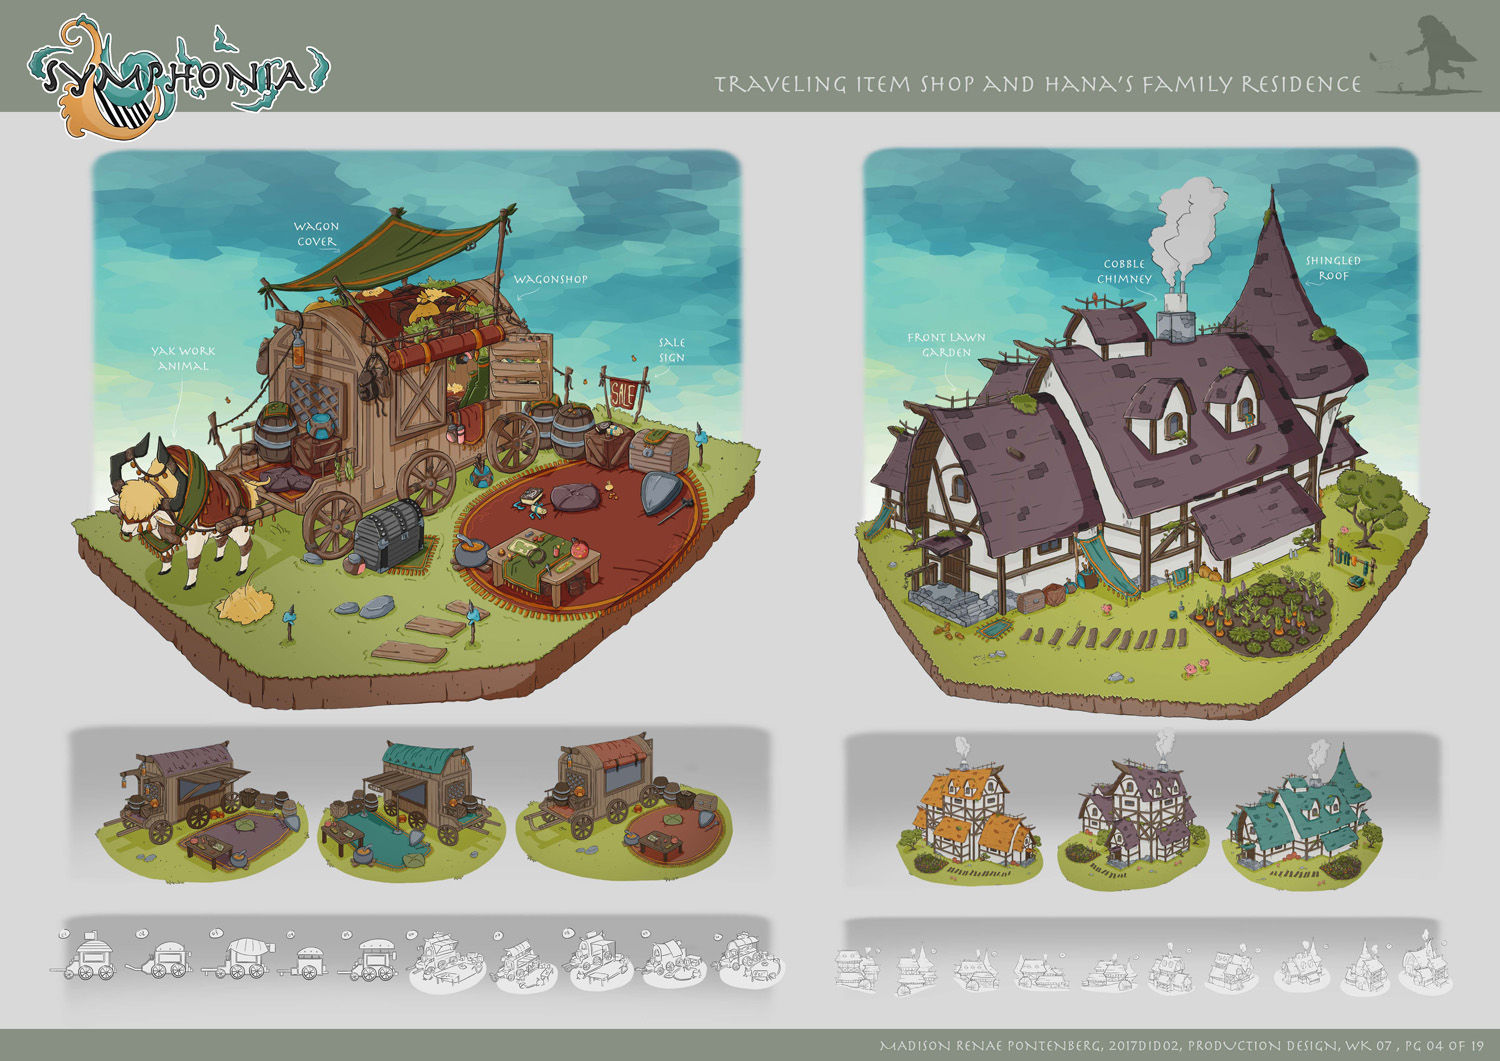 SYMPHONIA
TRAVELING ITEM SHOP AND HANA'S FAMILY RESIDENCE
WAGON
COVER
WAGONSHOP
SALE
SIGN
YAK WORK
ANIMAL
SALE
COBBLE
CHIMNEY
SHINGLED
ROOF
FRONT LAWN
GARDEN
MADISON RENAE PONTENBERG, 2017DID02, PRODUCTION DESIGN, WK 07 , PG 04 OF 19